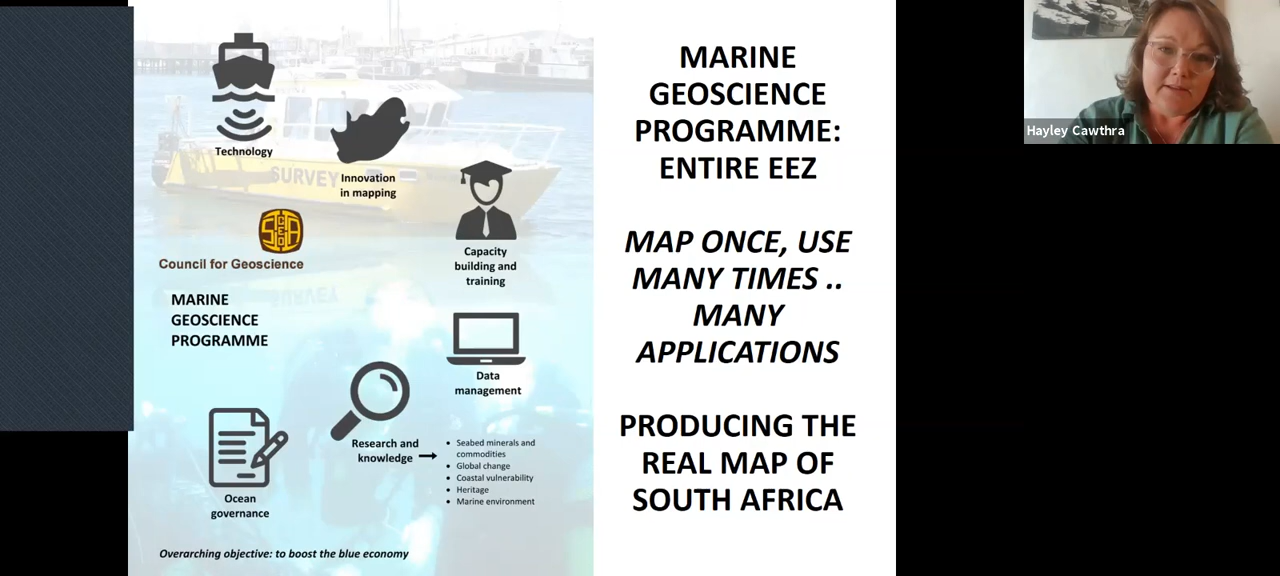 Technology
Innovation
in mapping
SURVEY
Capacity
building and
training
Council for Geoscience
MARINE
GEOSCIENCE
PROGRAMME
Data
management
Research and
knowledge
• Seabed minerals and
commodities
• Global change
• Coastal vulnerability
• Heritage
• Marine environment
Ocean
governance
Overarching objective: to boost the blue economy
MARINE
GEOSCIENCE
PROGRAMME:
ENTIRE EEZ
MAP ONCE, USE
MANY TIMES ..
MANY
APPLICATIONS
PRODUCING THE
REAL MAP OF
SOUTH AFRICA
Hayley Cawthra